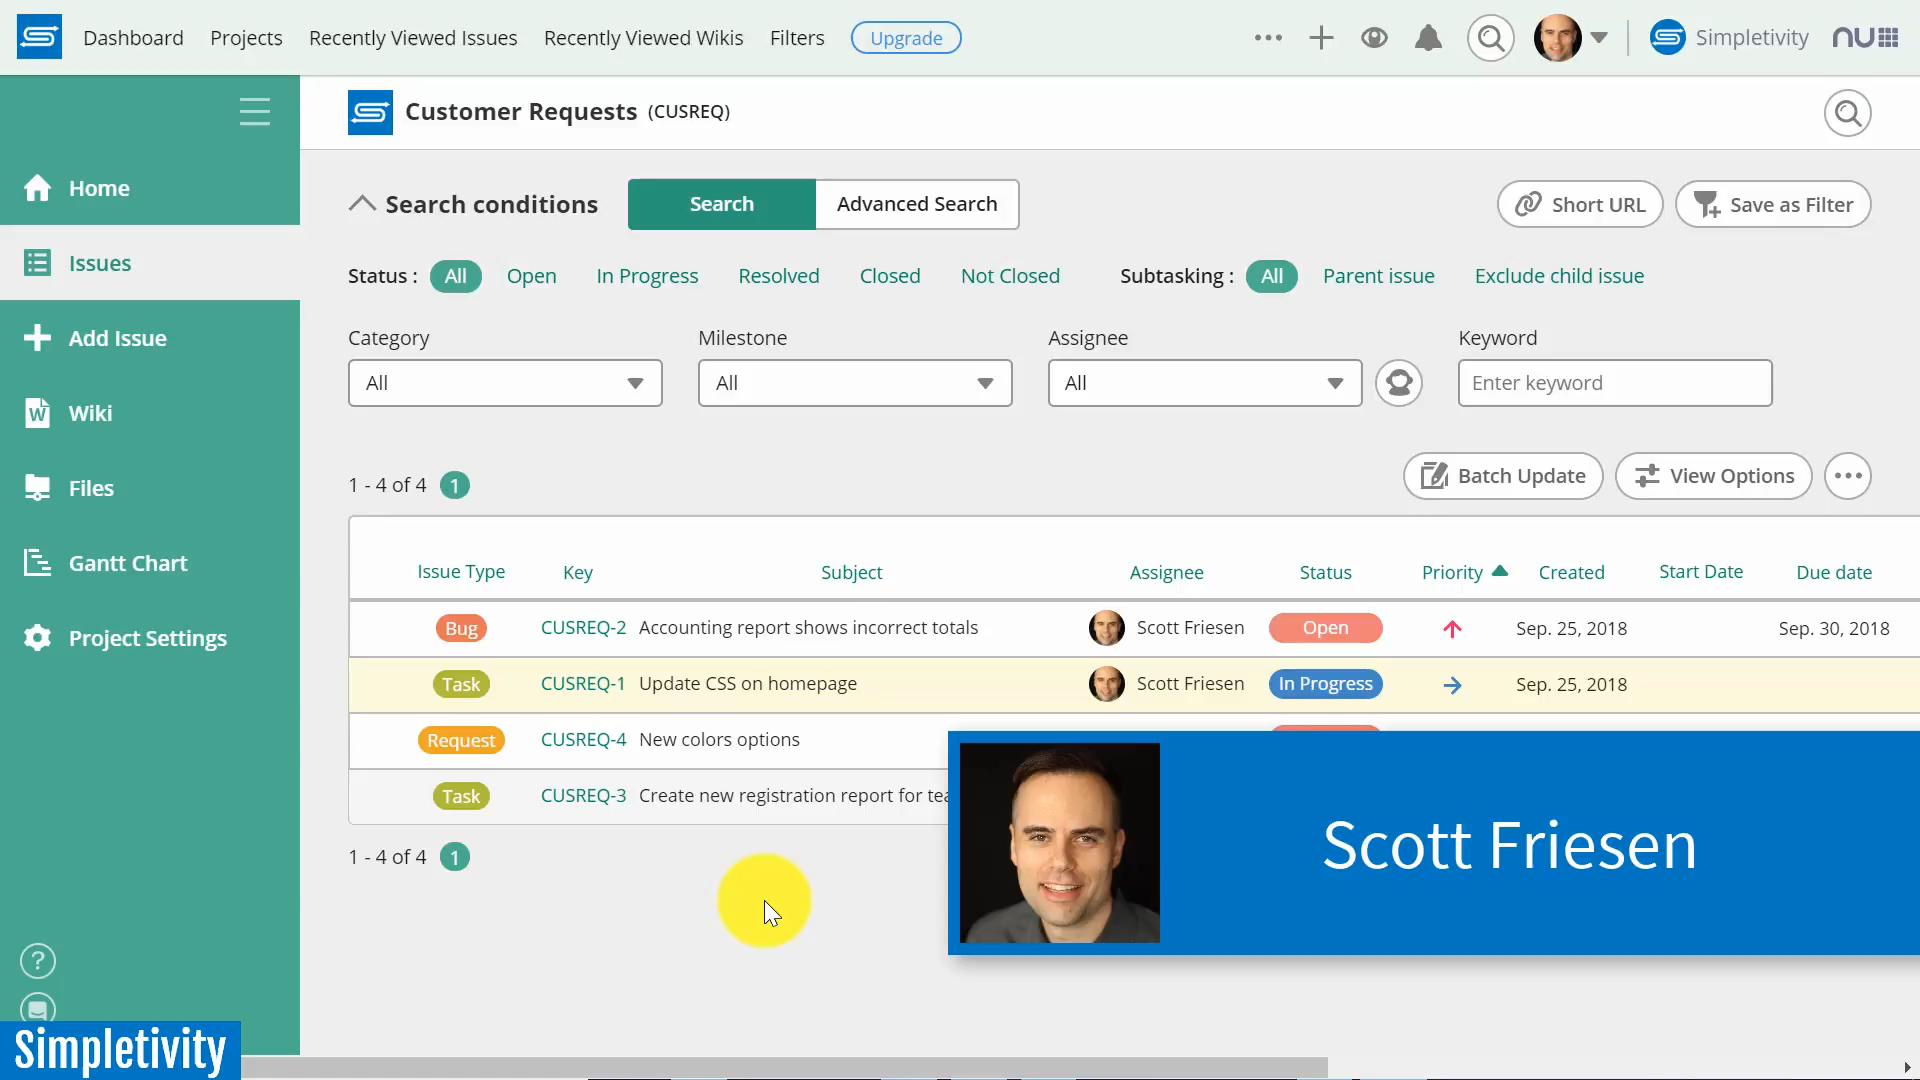 Dashboard Projects Recently Viewed Issues Recently Viewed Wikis Filters Upgrade Simpletivity nu
Customer Requests (CUSREQ)
Home
Issues
Add Issue
Wiki
Files
Gantt Chart
Project Settings
Search conditions Search Advanced Search Short URL Save as Filter
Status : All Open In Progress Resolved Closed Not Closed Subtasking : All Parent issue Exclude child issue
Category Milestone Assignee Keyword
All All All Enter keyword
1 - 4 of 4 1 Batch Update View Options
Issue Type Key Subject Assignee Status Priority Created Start Date Due date
Bug CUSREQ-2 Accounting report shows incorrect totals Scott Friesen Open Sep. 25, 2018 Sep. 30, 2018
Task CUSREQ-1 Update CSS on homepage Scott Friesen In Progress Sep. 25, 2018
Request CUSREQ-4 New colors options
Task CUSREQ-3 Create new registration report for
1 - 4 of 4 1
Scott Friesen
Simpletivity